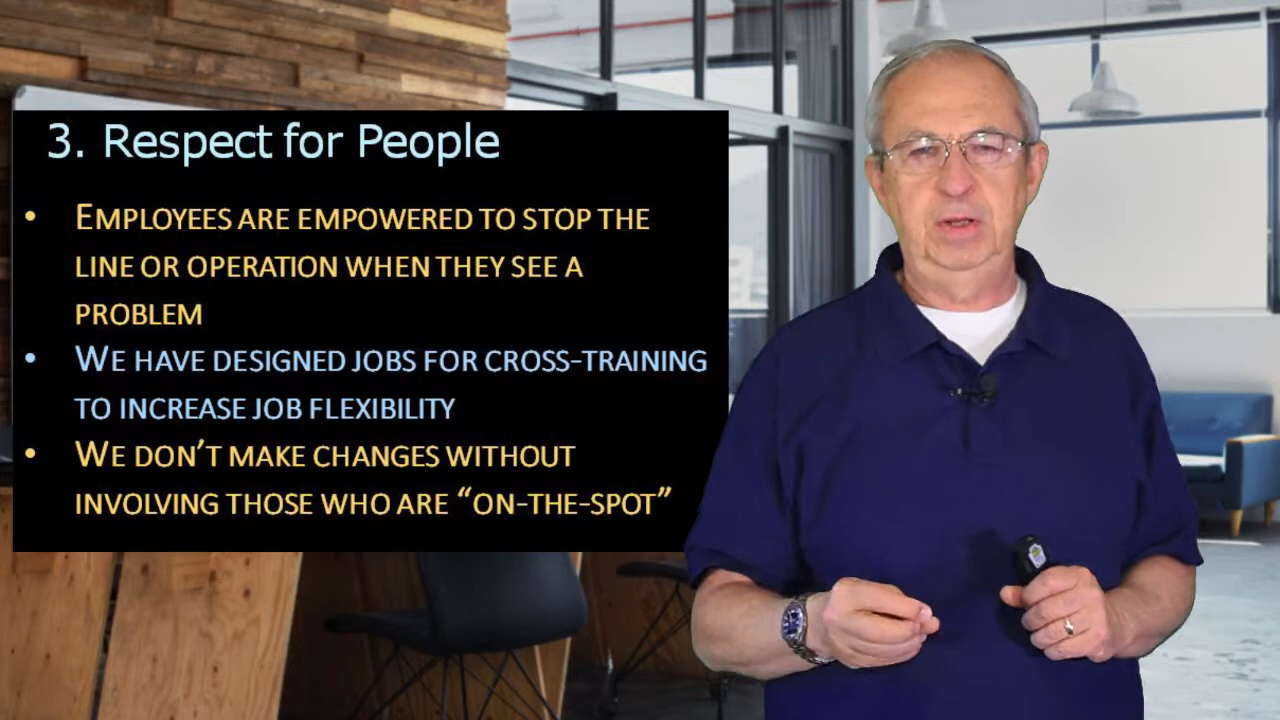 3. Respect for People
• Employees are empowered to stop the
line or operation when they see a
problem
• We have designed jobs for cross-training
to increase job flexibility
• We don't make changes without
involving those who are “on-the-spot”